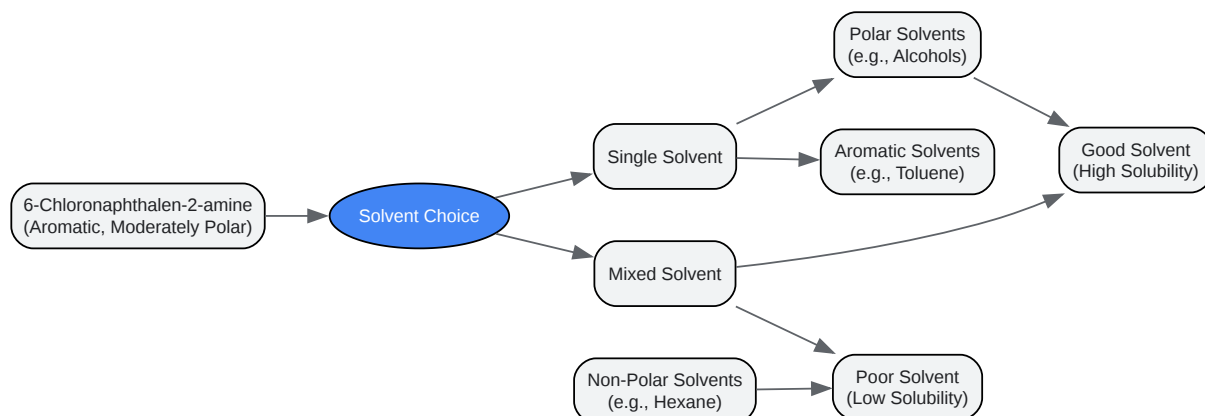 Polar Solvents
(e.g., Alcohols)
Single Solvent
Aromatic Solvents
(e.g., Toluene)
Good Solvent
(High Solubility)
6-Chloronaphthalen-2-amine
(Aromatic, Moderately Polar)
Solvent Choice
Mixed Solvent
Non-Polar Solvents
(e.g., Hexane)
Poor Solvent
(Low Solubility)